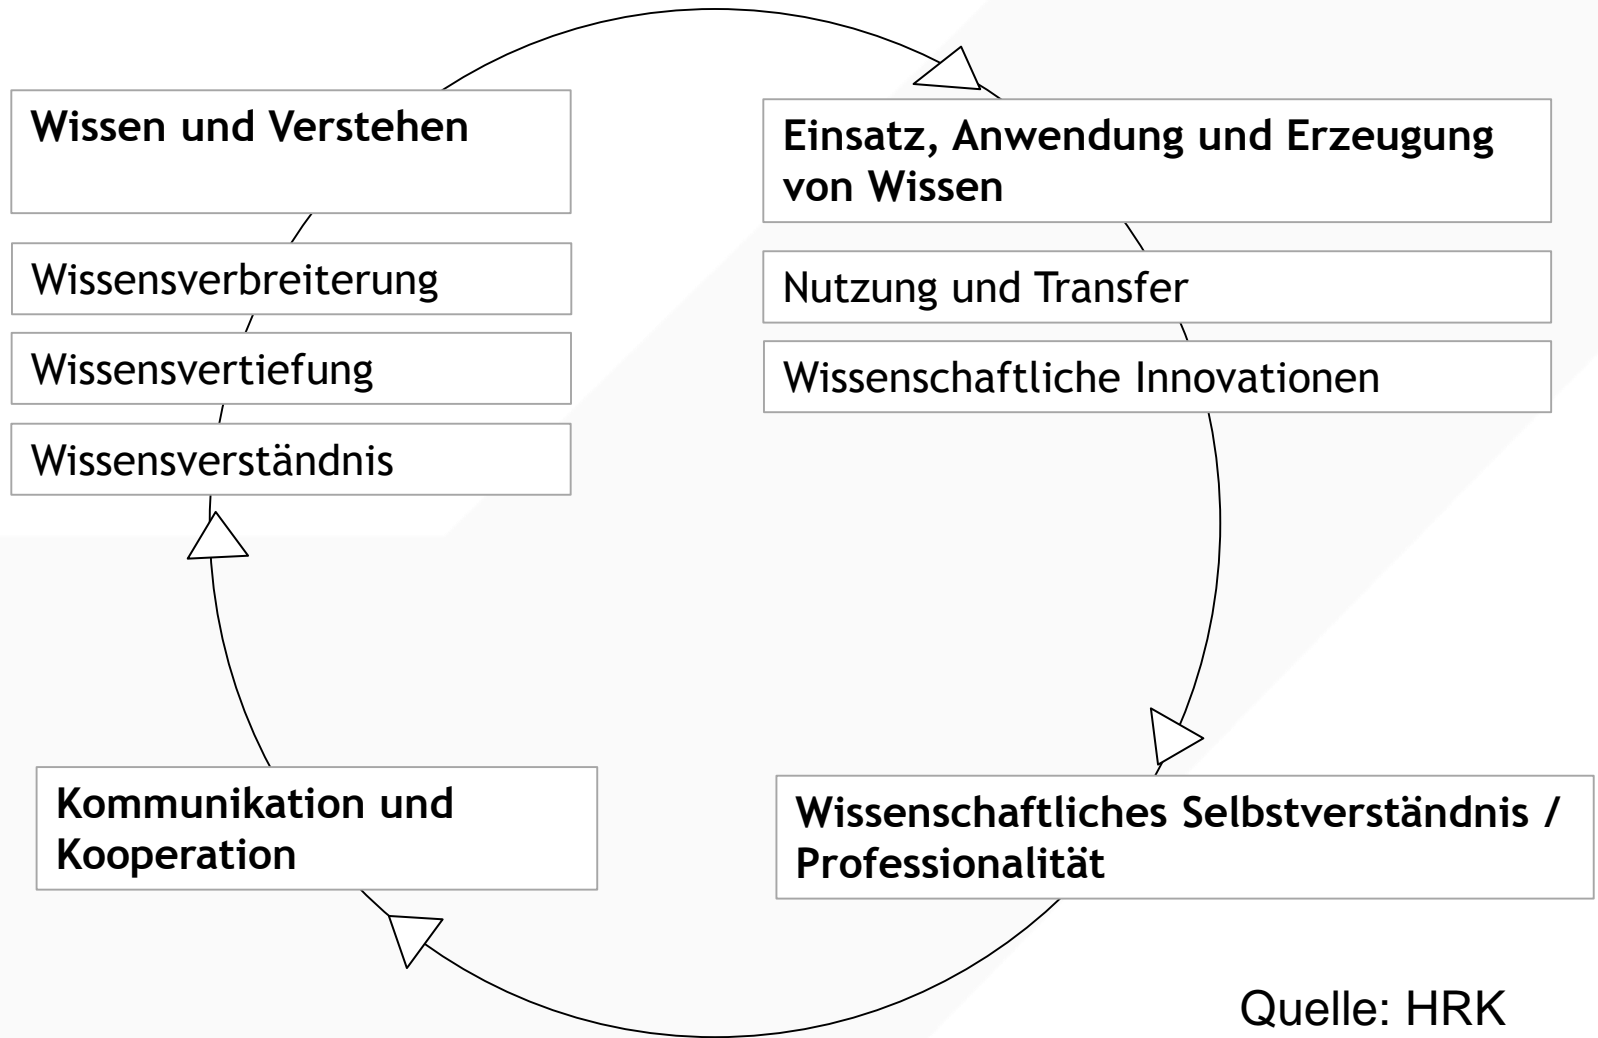 Wissen und Verstehen
Wissensverbreiterung
Wissensvertiefung
Wissensverständnis
Einsatz, Anwendung und Erzeugung
von Wissen
Nutzung und Transfer
Wissenschaftliche Innovationen
Wissenschaftliches Selbstverständnis /
Professionalität
Kommunikation und
Kooperation
Quelle: HRK